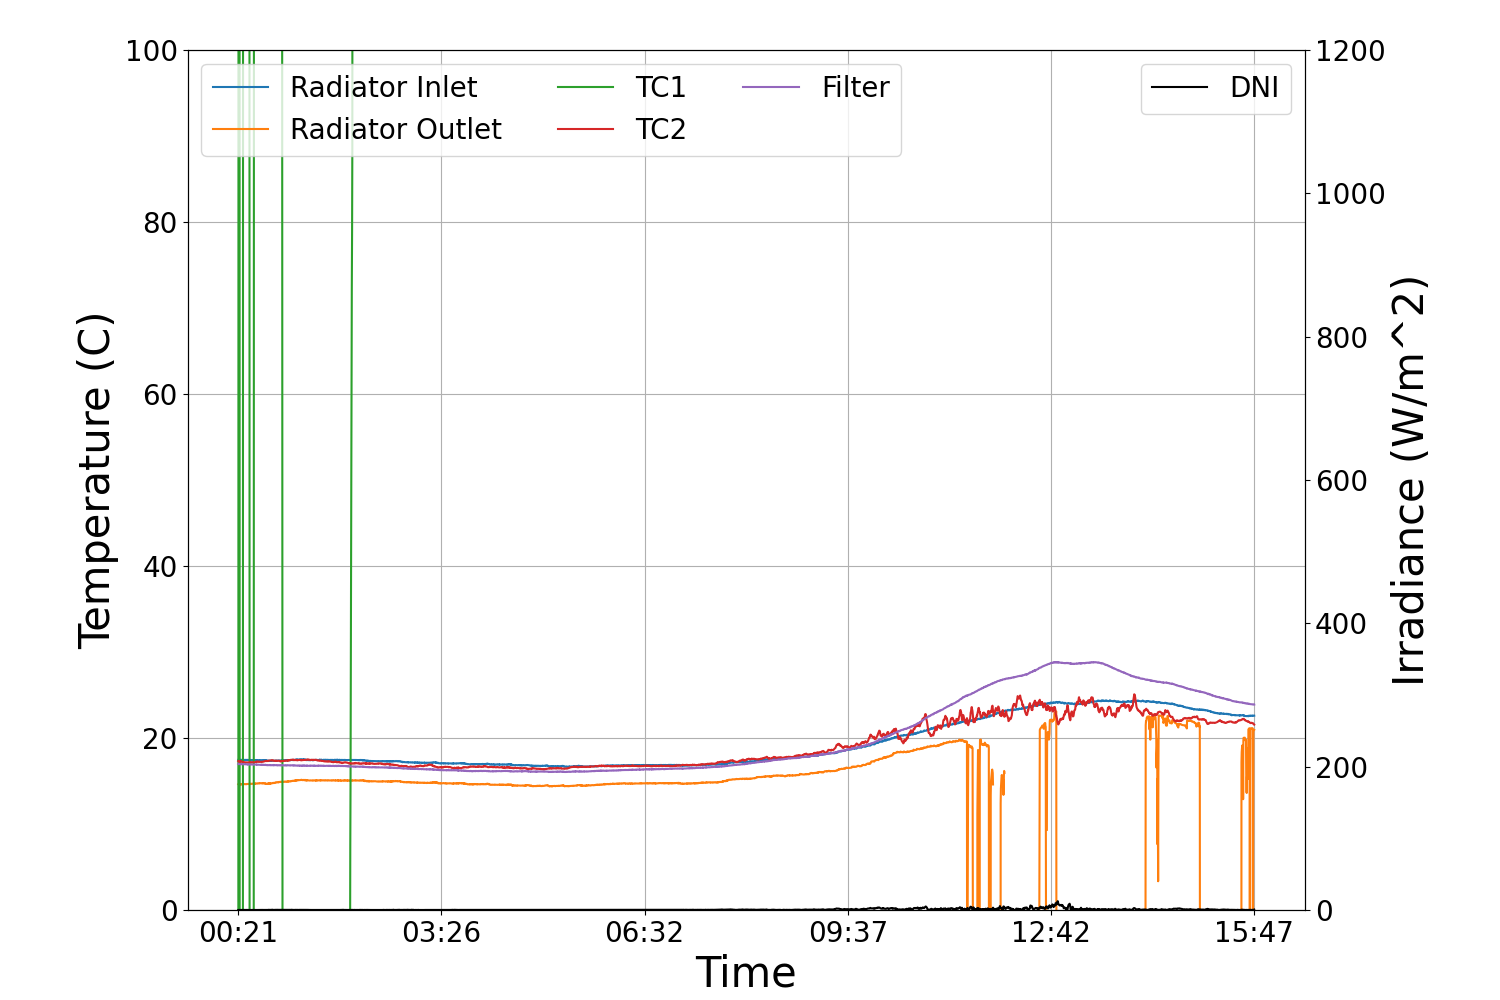 100
80
60
40
20
0
Temperature (C)
Radiator Inlet
Radiator Outlet
TC1
TC2
Filter
DNI
1200
1000
800
600
400
200
0
Irradiance (W/m^2)
00:21 03:26 06:32 09:37 12:42 15:47
Time